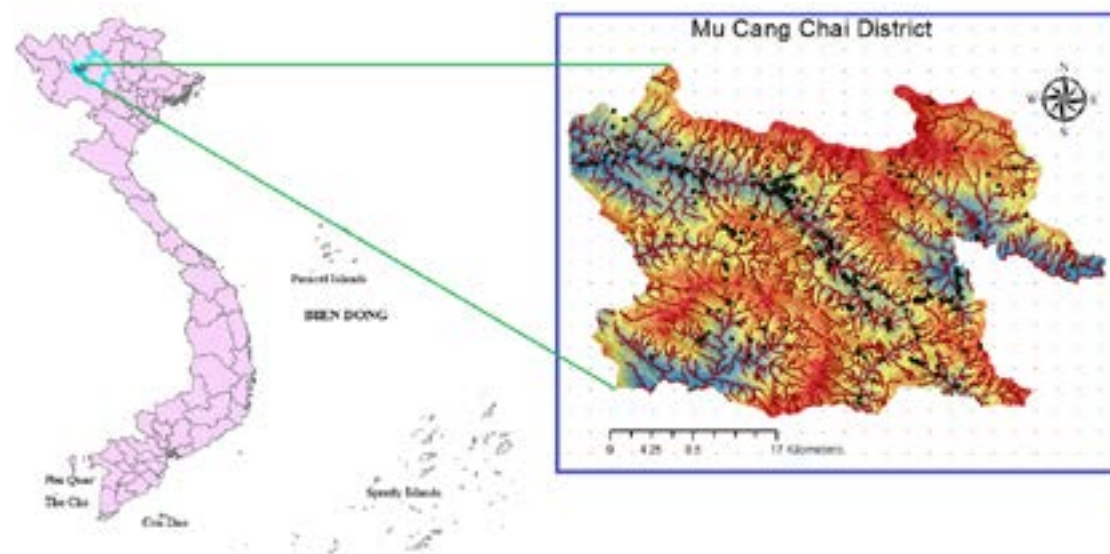 Mu Cang Chai District
N
W E
S
Paracel Islands
BIEN DONG
0 4.25 8.5 17 Kilometers
Phu Quoc
Tho Chu
Spratly Islands
Con Dao